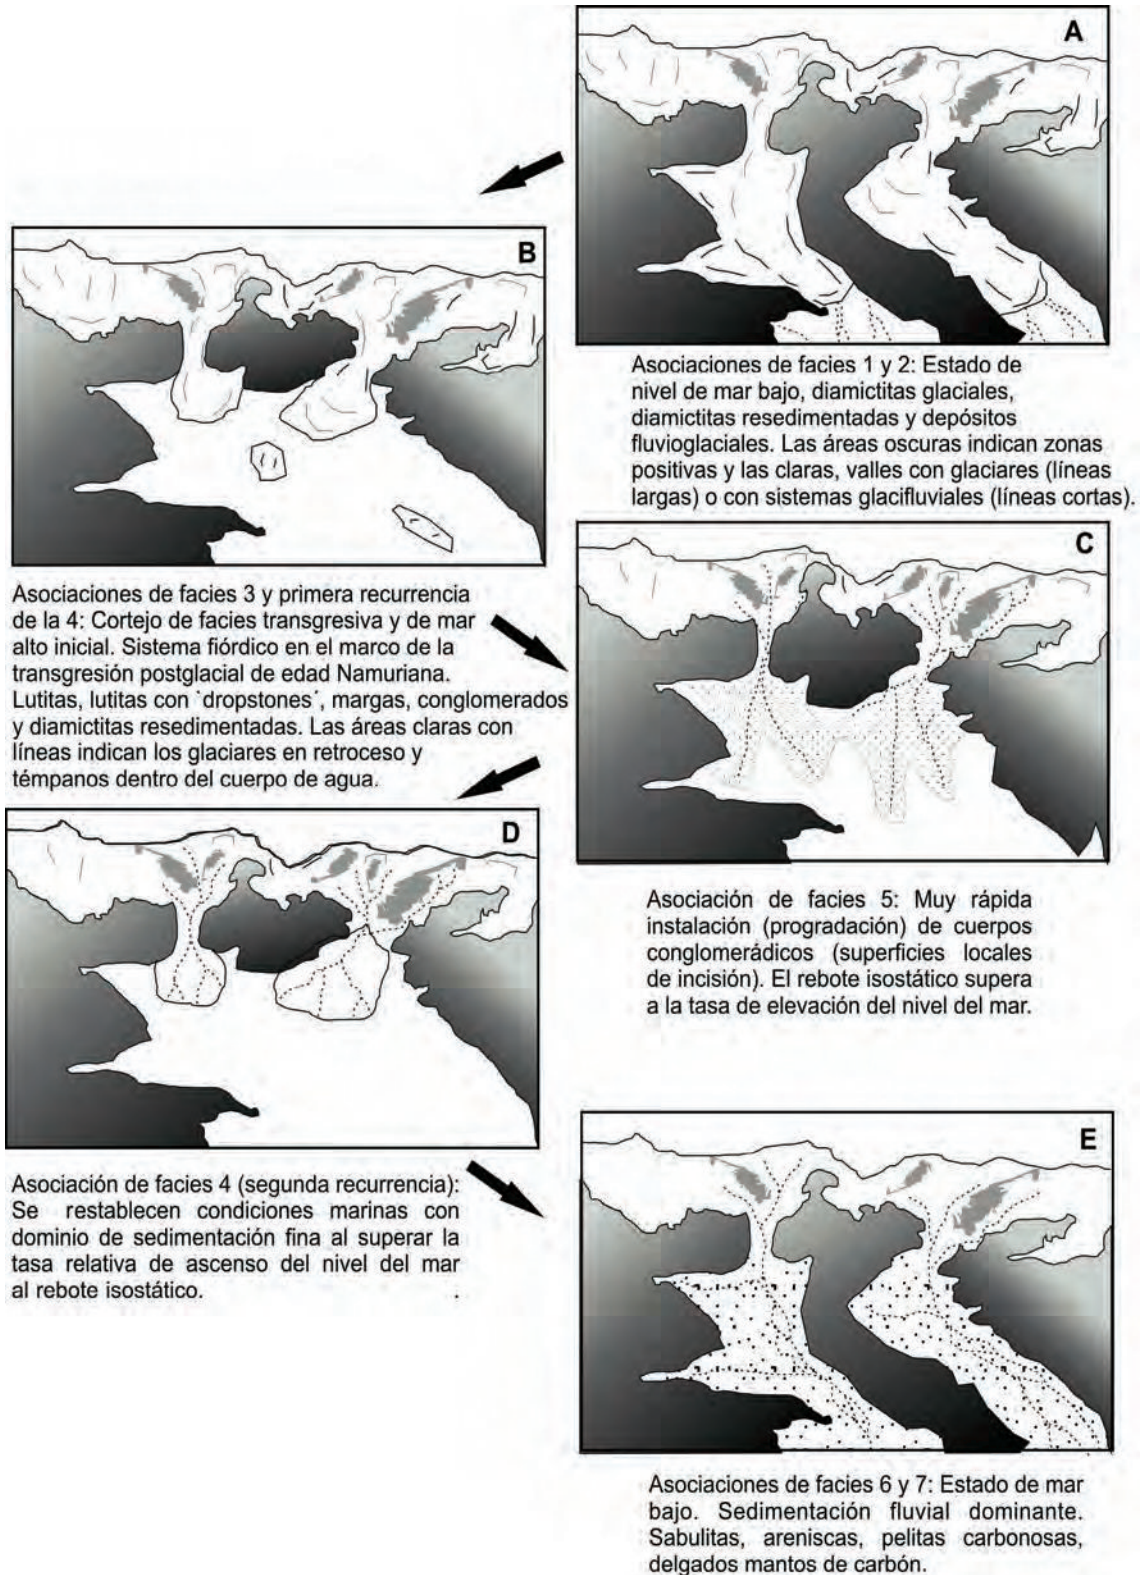 A
Asociaciones de facies 1 y 2: Estado de
nivel de mar bajo, diamictitas glaciales,
diamictitas resedimentadas y depósitos
fluvioglaciales. Las áreas oscuras indican zonas
positivas y las claras, valles con glaciares (líneas
largas) o con sistemas glacifluviales (líneas cortas).
B
Asociaciones de facies 3 y primera recurrencia
de la 4: Cortejo de facies transgresiva y de mar
alto inicial. Sistema fiórdico en el marco de la
transgresión postglacial de edad Namuriana.
Lutitas, lutitas con `dropstones´, margas, conglomerados
y diamictitas resedimentadas. Las áreas claras con
líneas indican los glaciares en retroceso y
témpanos dentro del cuerpo de agua.
C
Asociación de facies 5: Muy rápida
instalación (progradación) de cuerpos
conglomerádicos (superficies locales
de incisión). El rebote isostático supera
a la tasa de elevación del nivel del mar.
D
Asociación de facies 4 (segunda recurrencia):
Se restablecen condiciones marinas con
dominio de sedimentación fina al superar la
tasa relativa de ascenso del nivel del mar
al rebote isostático. .
E
Asociaciones de facies 6 y 7: Estado de mar
bajo. Sedimentación fluvial dominante.
Sabulitas, areniscas, pelitas carbonosas,
delgados mantos de carbón.